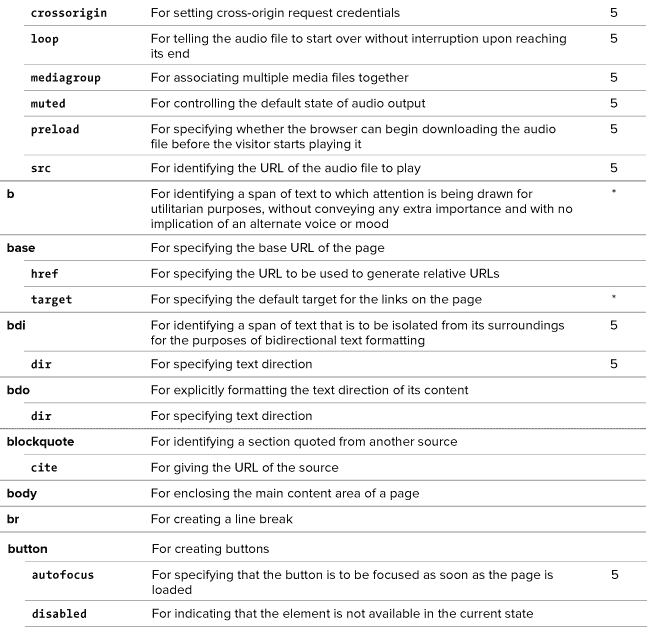 crossorigin For setting cross-origin request credentials 5
loop For telling the audio file to start over without interruption upon reaching 5
its end
mediagroup For associating multiple media files together 5
muted For controlling the default state of audio output 5
preload For specifying whether the browser can begin downloading the audio 5
file before the visitor starts playing it
src For identifying the URL of the audio file to play 5
b For identifying a span of text to which attention is being drawn for *
utilitarian purposes, without conveying any extra importance and with no
implication of an alternate voice or mood
base For specifying the base URL of the page
href For specifying the URL to be used to generate relative URLs
target For specifying the default target for the links on the page *
bdi For identifying a span of text that is to be isolated from its surroundings 5
for the purposes of bidirectional text formatting
dir For specifying text direction 5
bdo For explicitly formatting the text direction of its content
dir For specifying text direction
blockquote For identifying a section quoted from another source
cite For giving the URL of the source
body For enclosing the main content area of a page
br For creating a line break
button For creating buttons
autofocus For specifying that the button is to be focused as soon as the page is 5
loaded
disabled For indicating that the element is not available in the current state